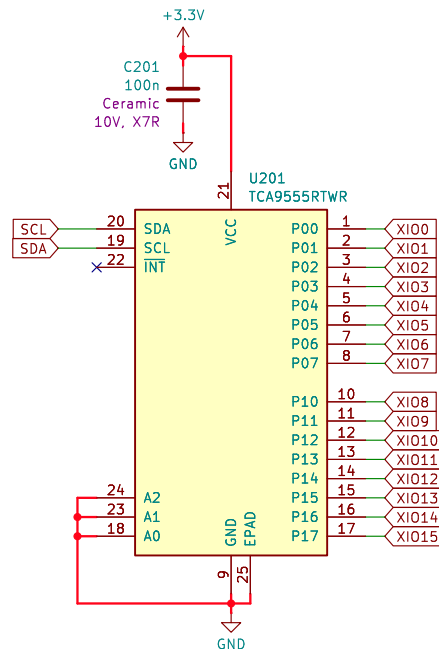 +3.3V
C201
100n
Ceramic
10V, X7R
GND
U201
TCA9555RTWR
21
VCC
SCL 20 SDA P00 1 XIO0
SDA 19 SCL P01 2 XIO1
22 INT P02 3 XIO2
P03 4 XIO3
P04 5 XIO4
P05 6 XIO5
P06 7 XIO6
P07 8 XIO7
P10 10 XIO8
P11 11 XIO9
P12 12 XIO10
P13 13 XIO11
P14 14 XIO12
24 A2 P15 15 XIO13
23 A1 P16 16 XIO14
18 A0 P17 17 XIO15
GND EPAD
9 25
GND